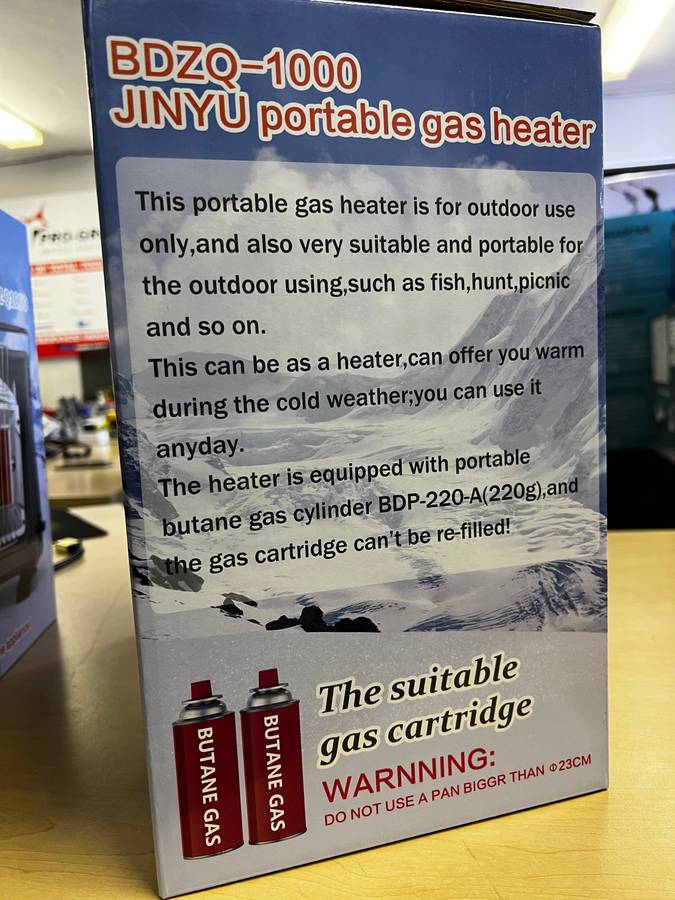 BDZQ-1000
JINYU portable gas heater
This portable gas heater is for outdoor use
only,and also very suitable and portable for
the outdoor using,such as fish,hunt,picnic
and so on.
This can be as a heater,can offer you warm
during the cold weather;you can use it
anyday.
The heater is equipped with portable
butane gas cylinder BDP-220-A(220g),and
the gas cartridge can't be re-filled!
The suitable
gas cartridge
WARNNING:
DO NOT USE A PAN BIGGR THAN Φ23CM
BUTANE GAS
BUTANE GAS